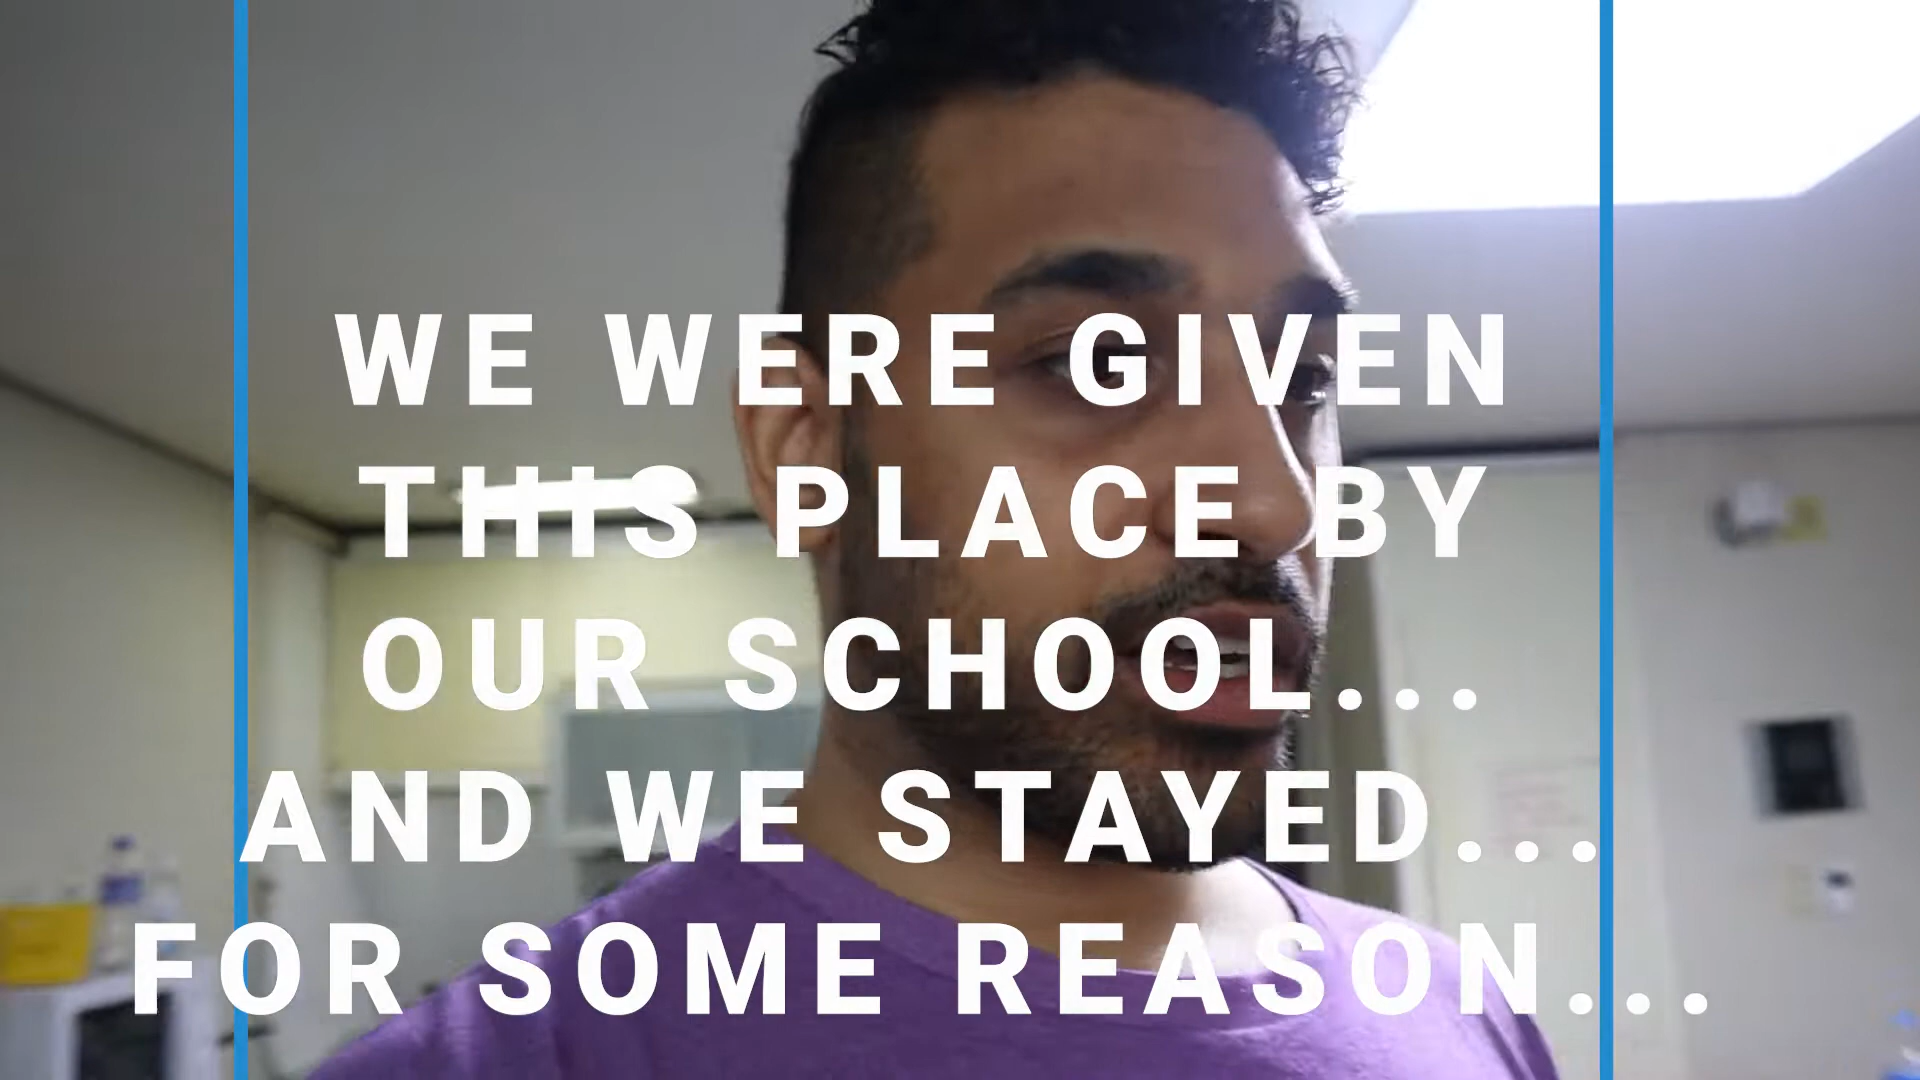 WE WERE GIVEN
THIS PLACE BY
OUR SCHOOL...
AND WE STAYED...
FOR SOME REASON...